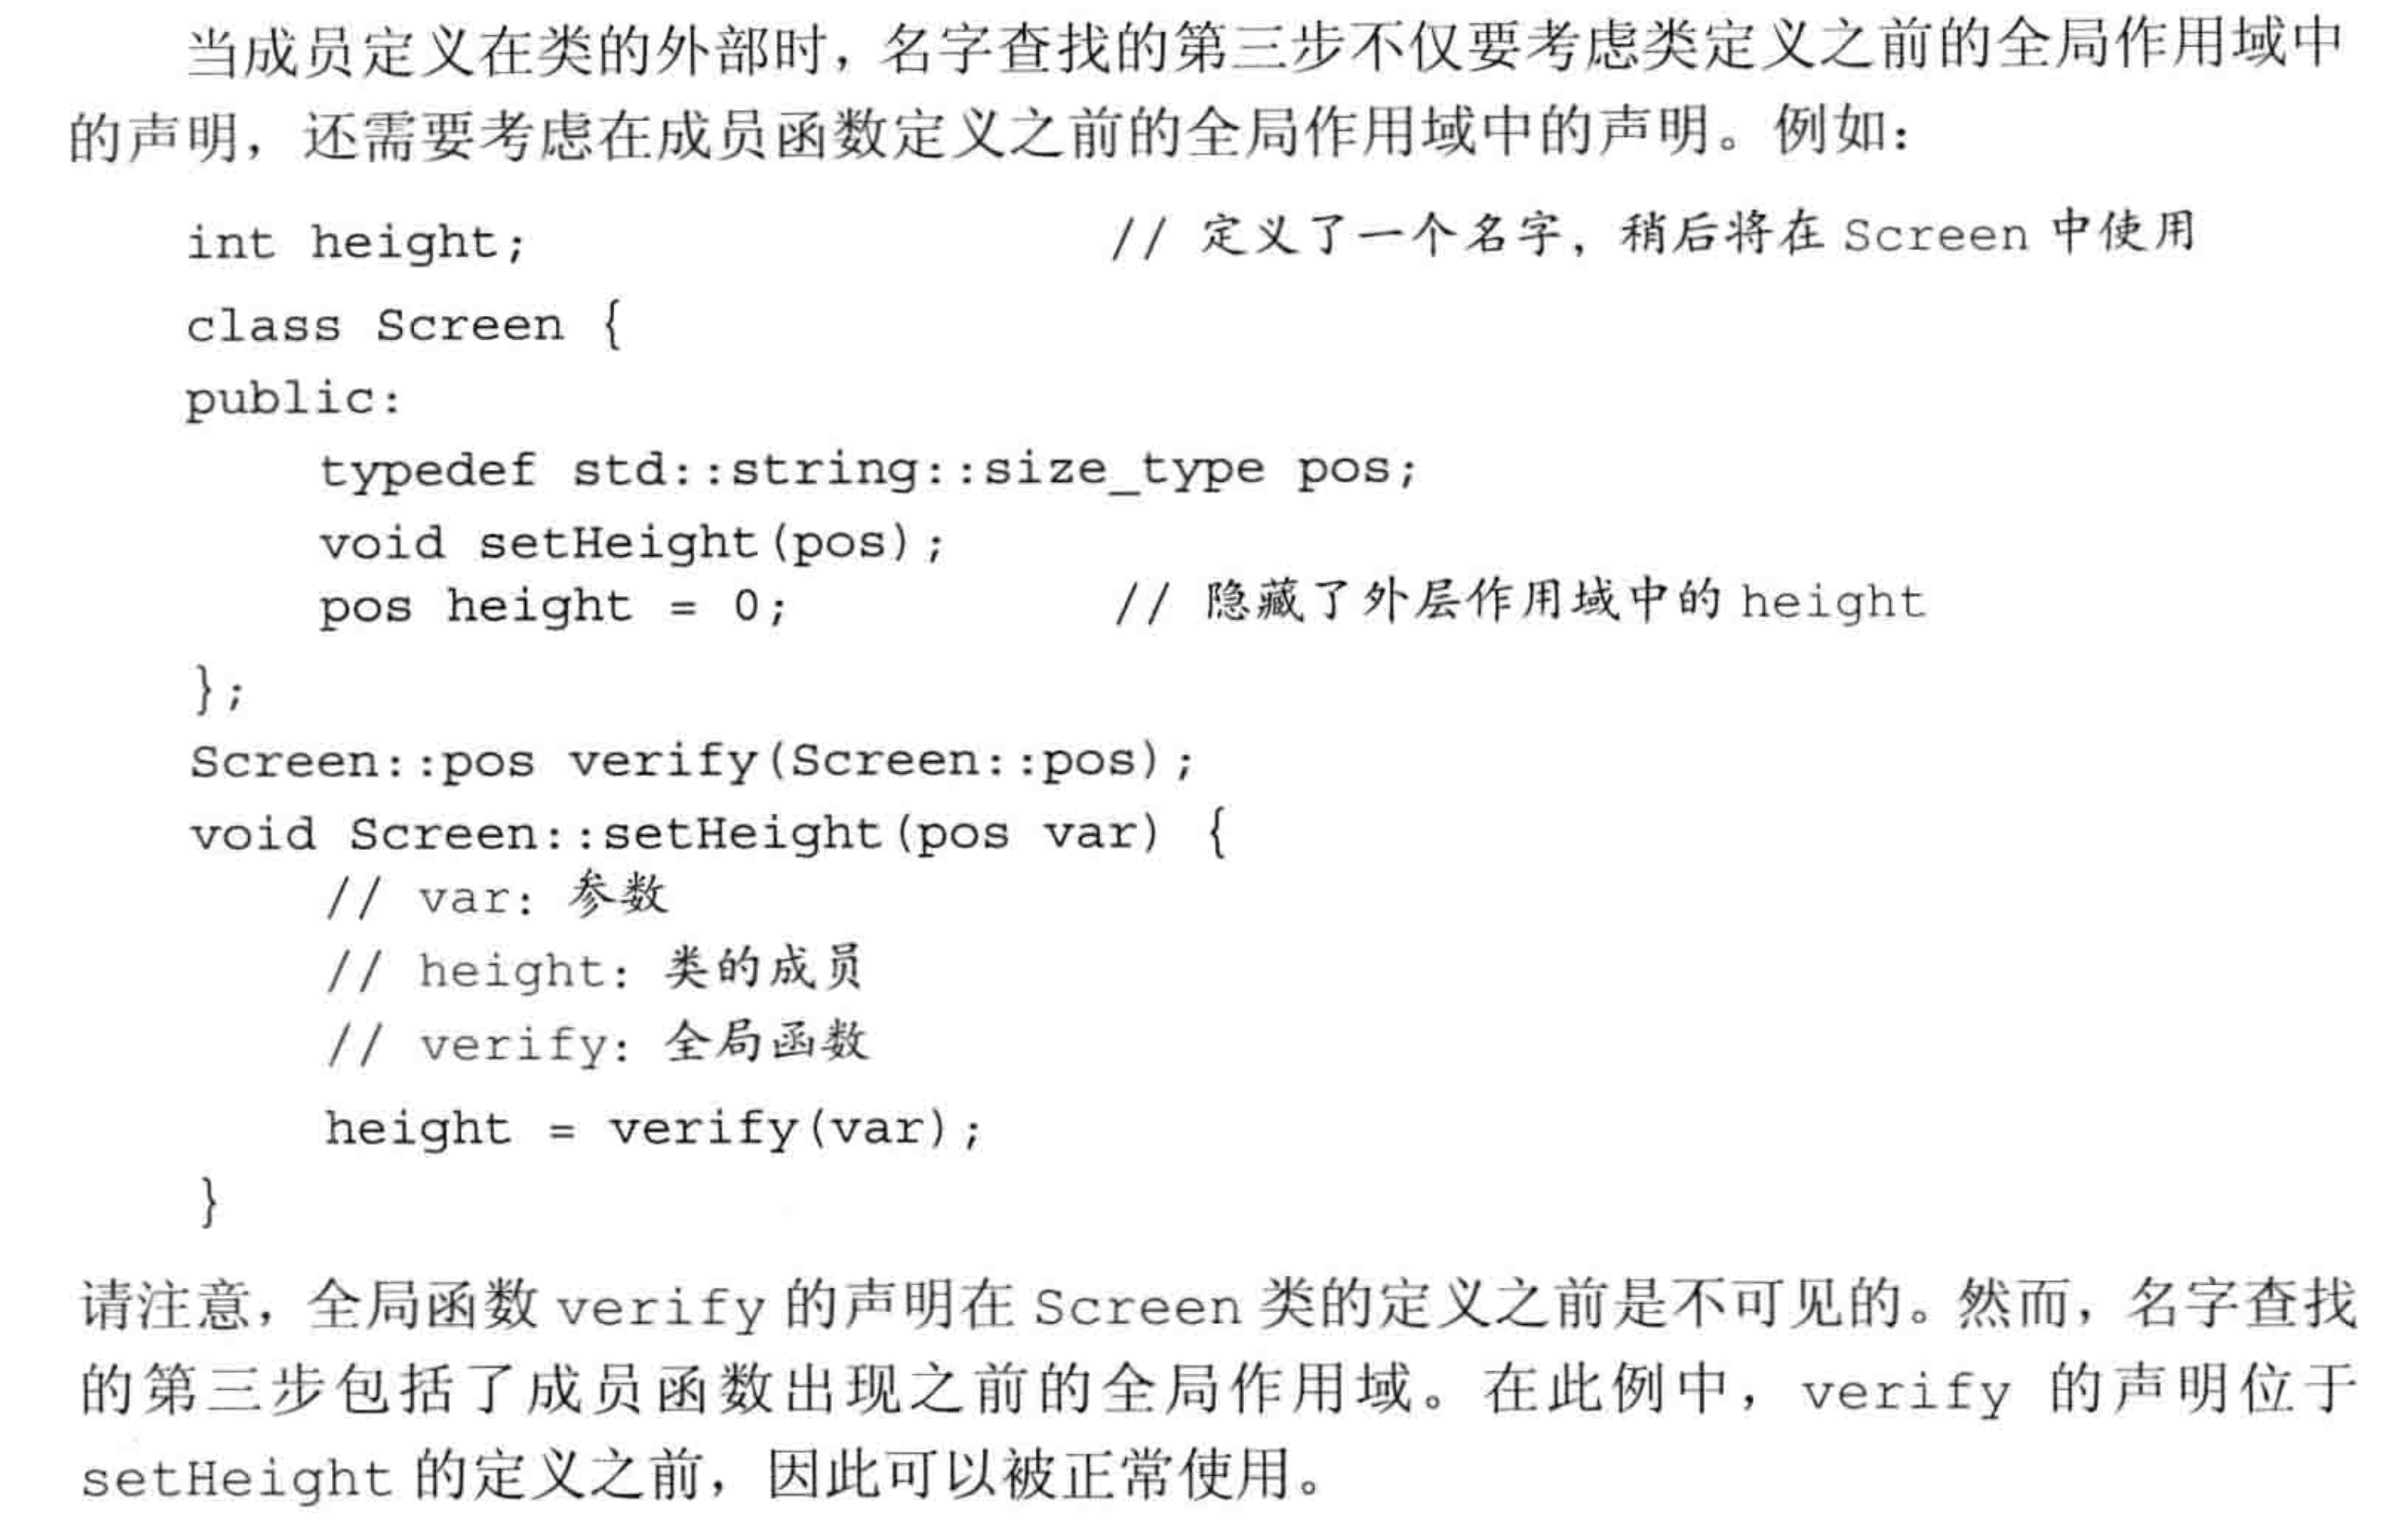 当成员定义在类的外部时，名字查找的第三步不仅要考虑类定义之前的全局作用域中
的声明，还需要考虑在成员函数定义之前的全局作用域中的声明。例如：
int height;                    // 定义了一个名字，稍后将在 Screen 中使用
class Screen {
public:
    typedef std::string::size_type pos;
    void setHeight(pos);
    pos height = 0;            // 隐藏了外层作用域中的 height
};
Screen::pos verify(Screen::pos);
void Screen::setHeight(pos var) {
    // var：参数
    // height：类的成员
    // verify：全局函数
    height = verify(var);
}
请注意，全局函数 verify 的声明在 Screen 类的定义之前是不可见的。然而，名字查找
的第三步包括了成员函数出现之前的全局作用域。在此例中，verify 的声明位于
setHeight 的定义之前，因此可以被正常使用。